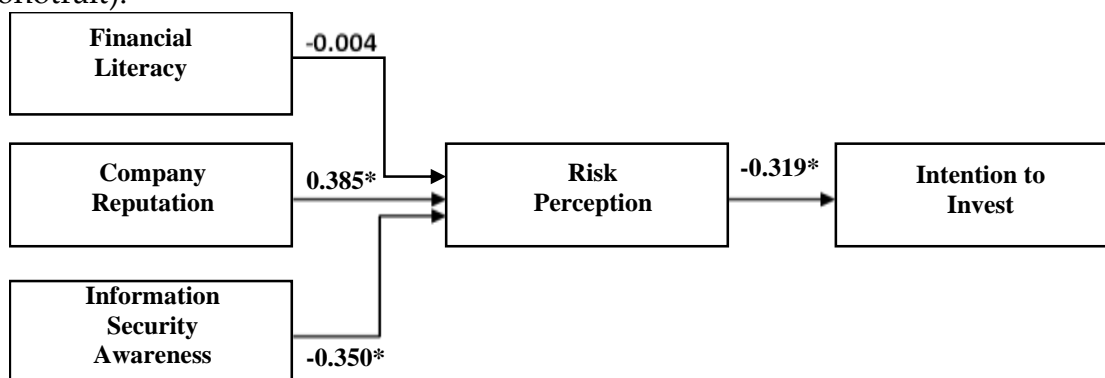 Financial
Literacy
-0.004
Company
Reputation
0.385*
Risk
Perception
-0.319*
Intention to
Invest
Information
Security
Awareness
-0.350*